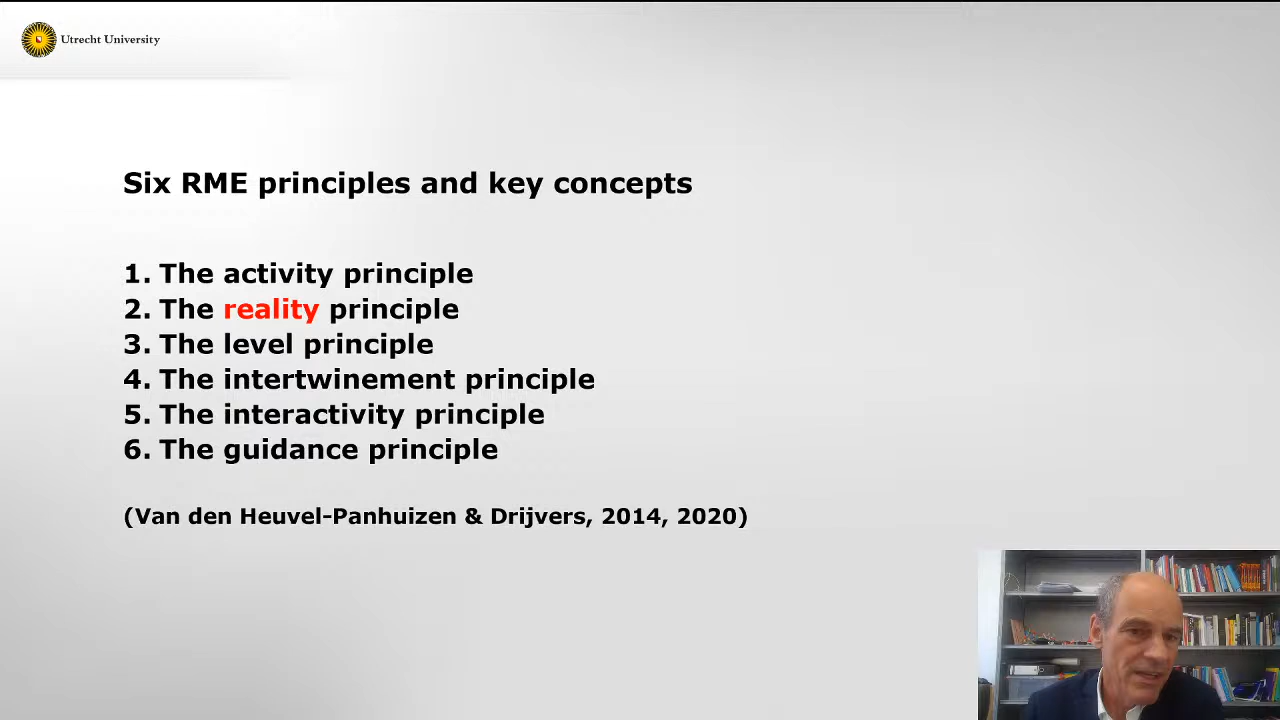 Utrecht University
Six RME principles and key concepts
1. The activity principle
2. The reality principle
3. The level principle
4. The intertwinement principle
5. The interactivity principle
6. The guidance principle
(Van den Heuvel-Panhuizen & Drijvers, 2014, 2020)